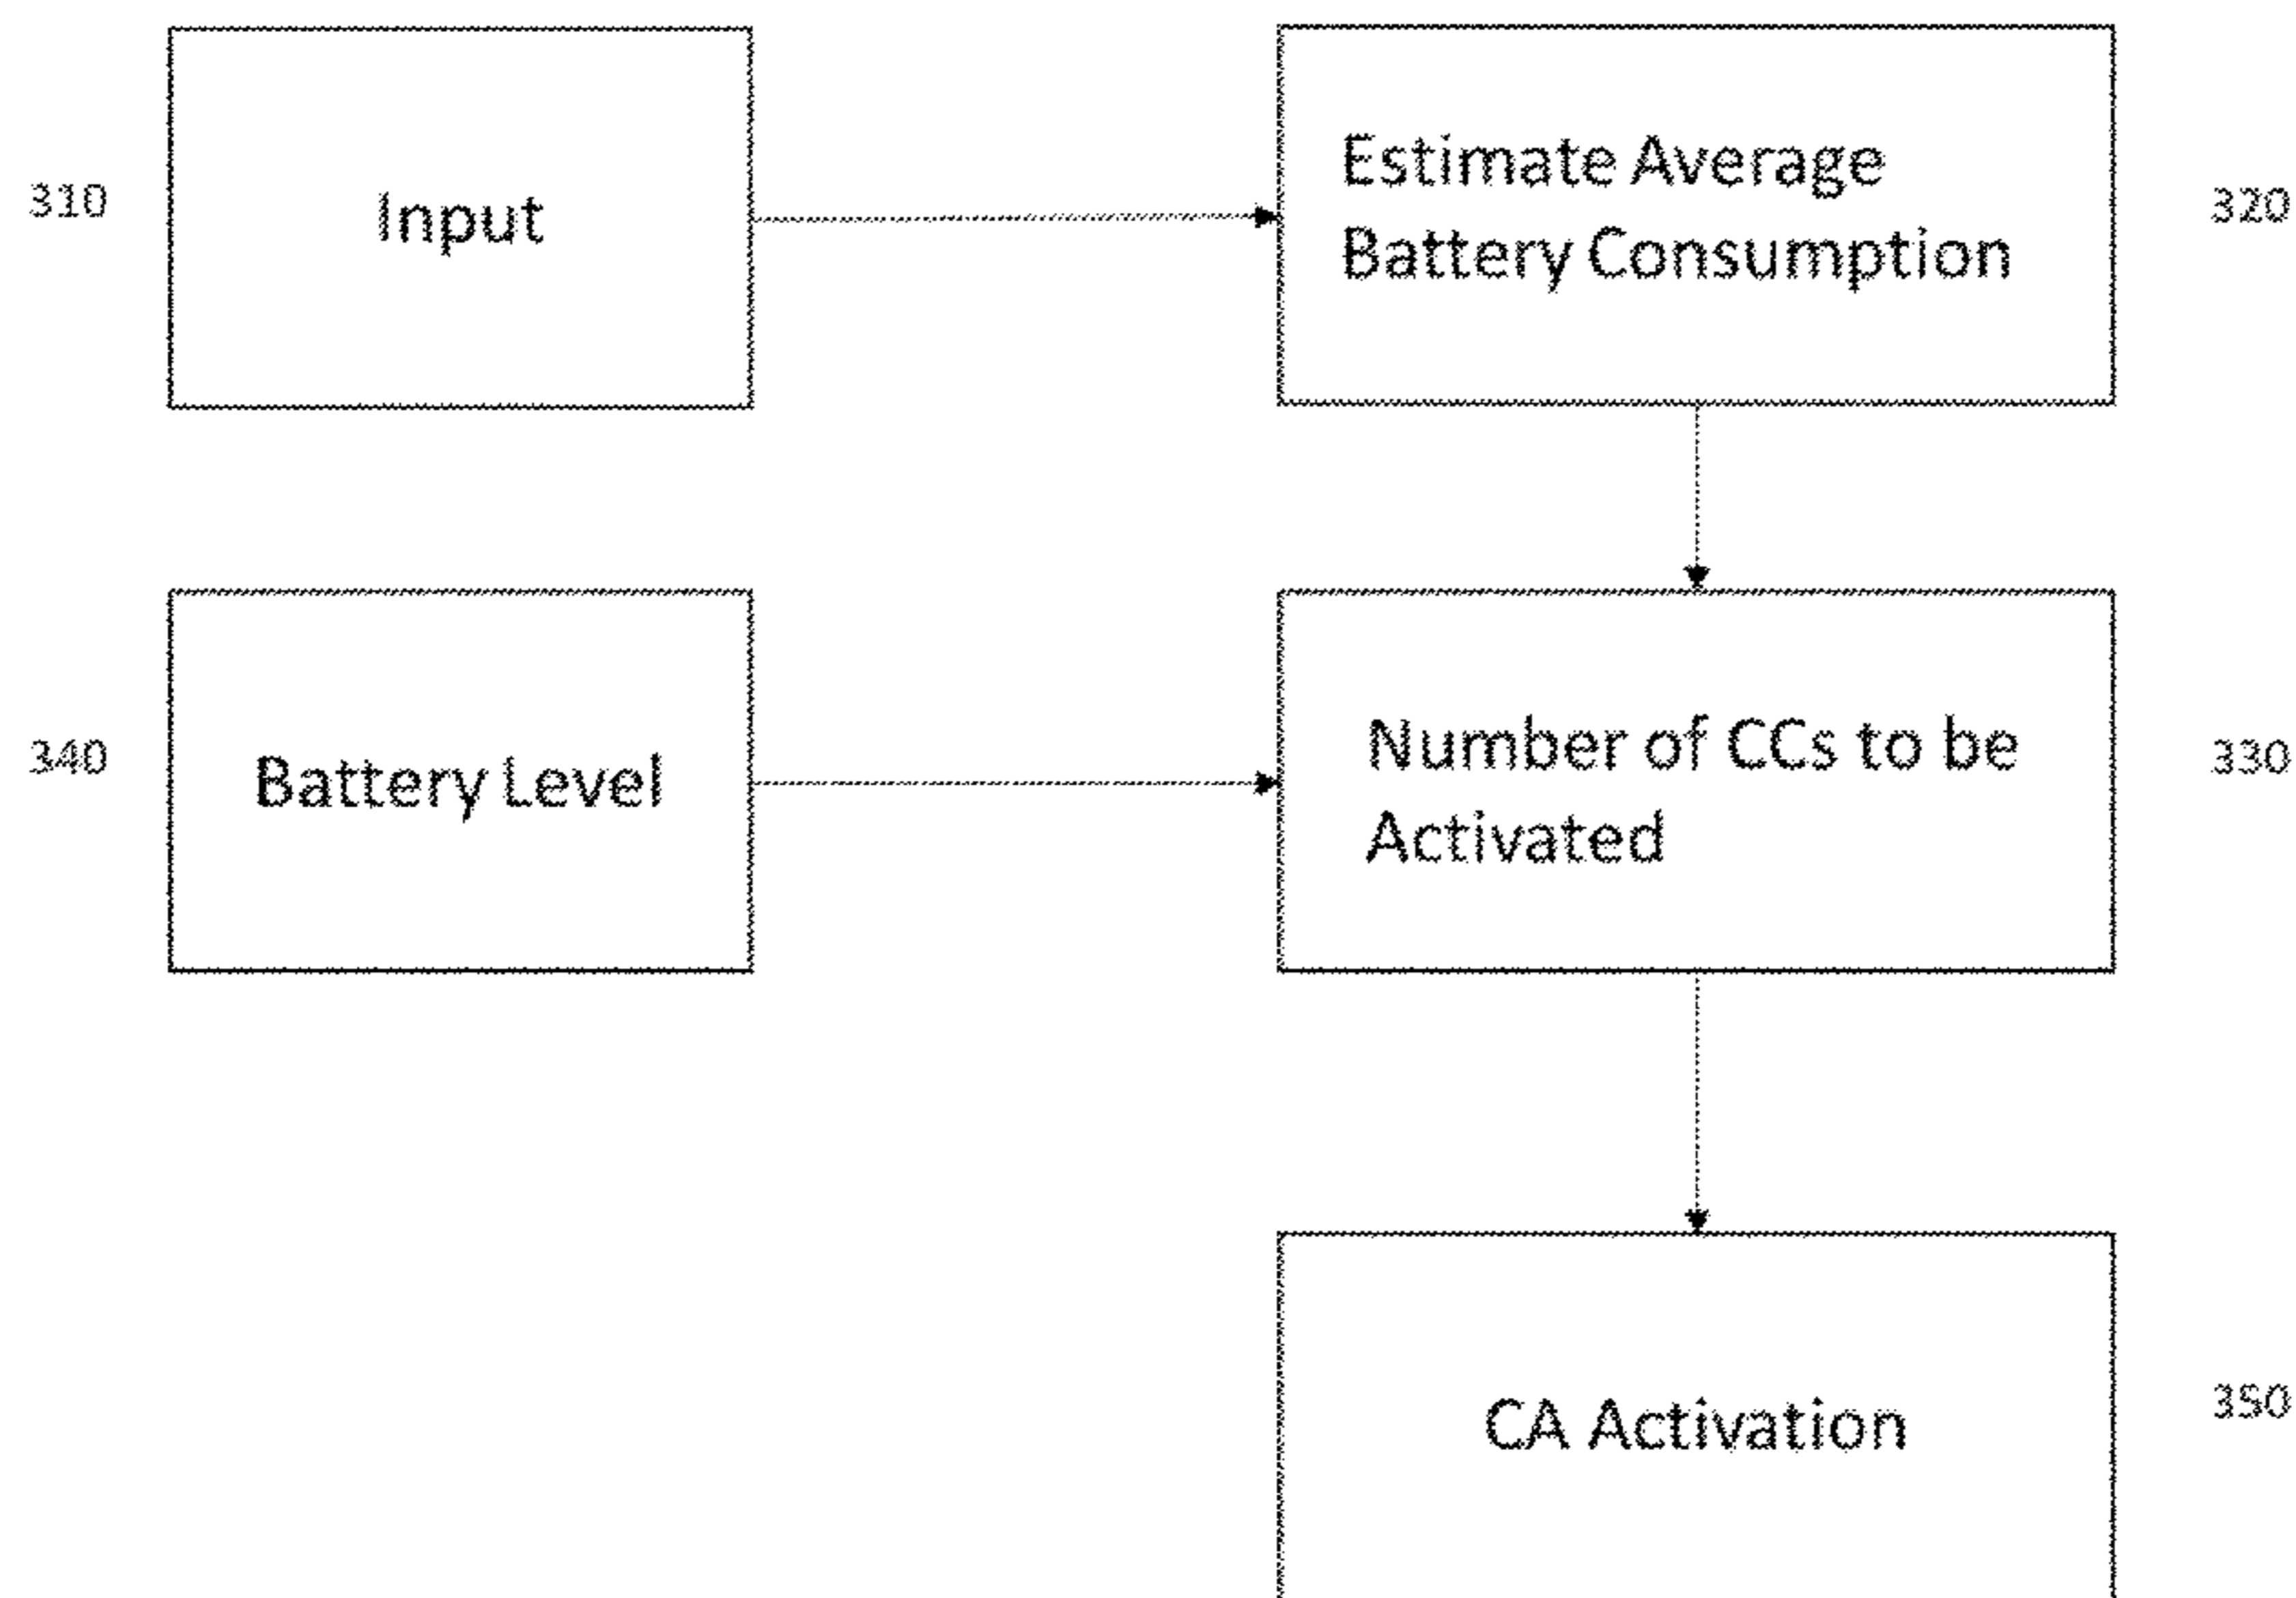 310
Input
Estimate Average
Battery Consumption
320
340
Battery Level
Number of CCs to be
Activated
330
CA Activation
350